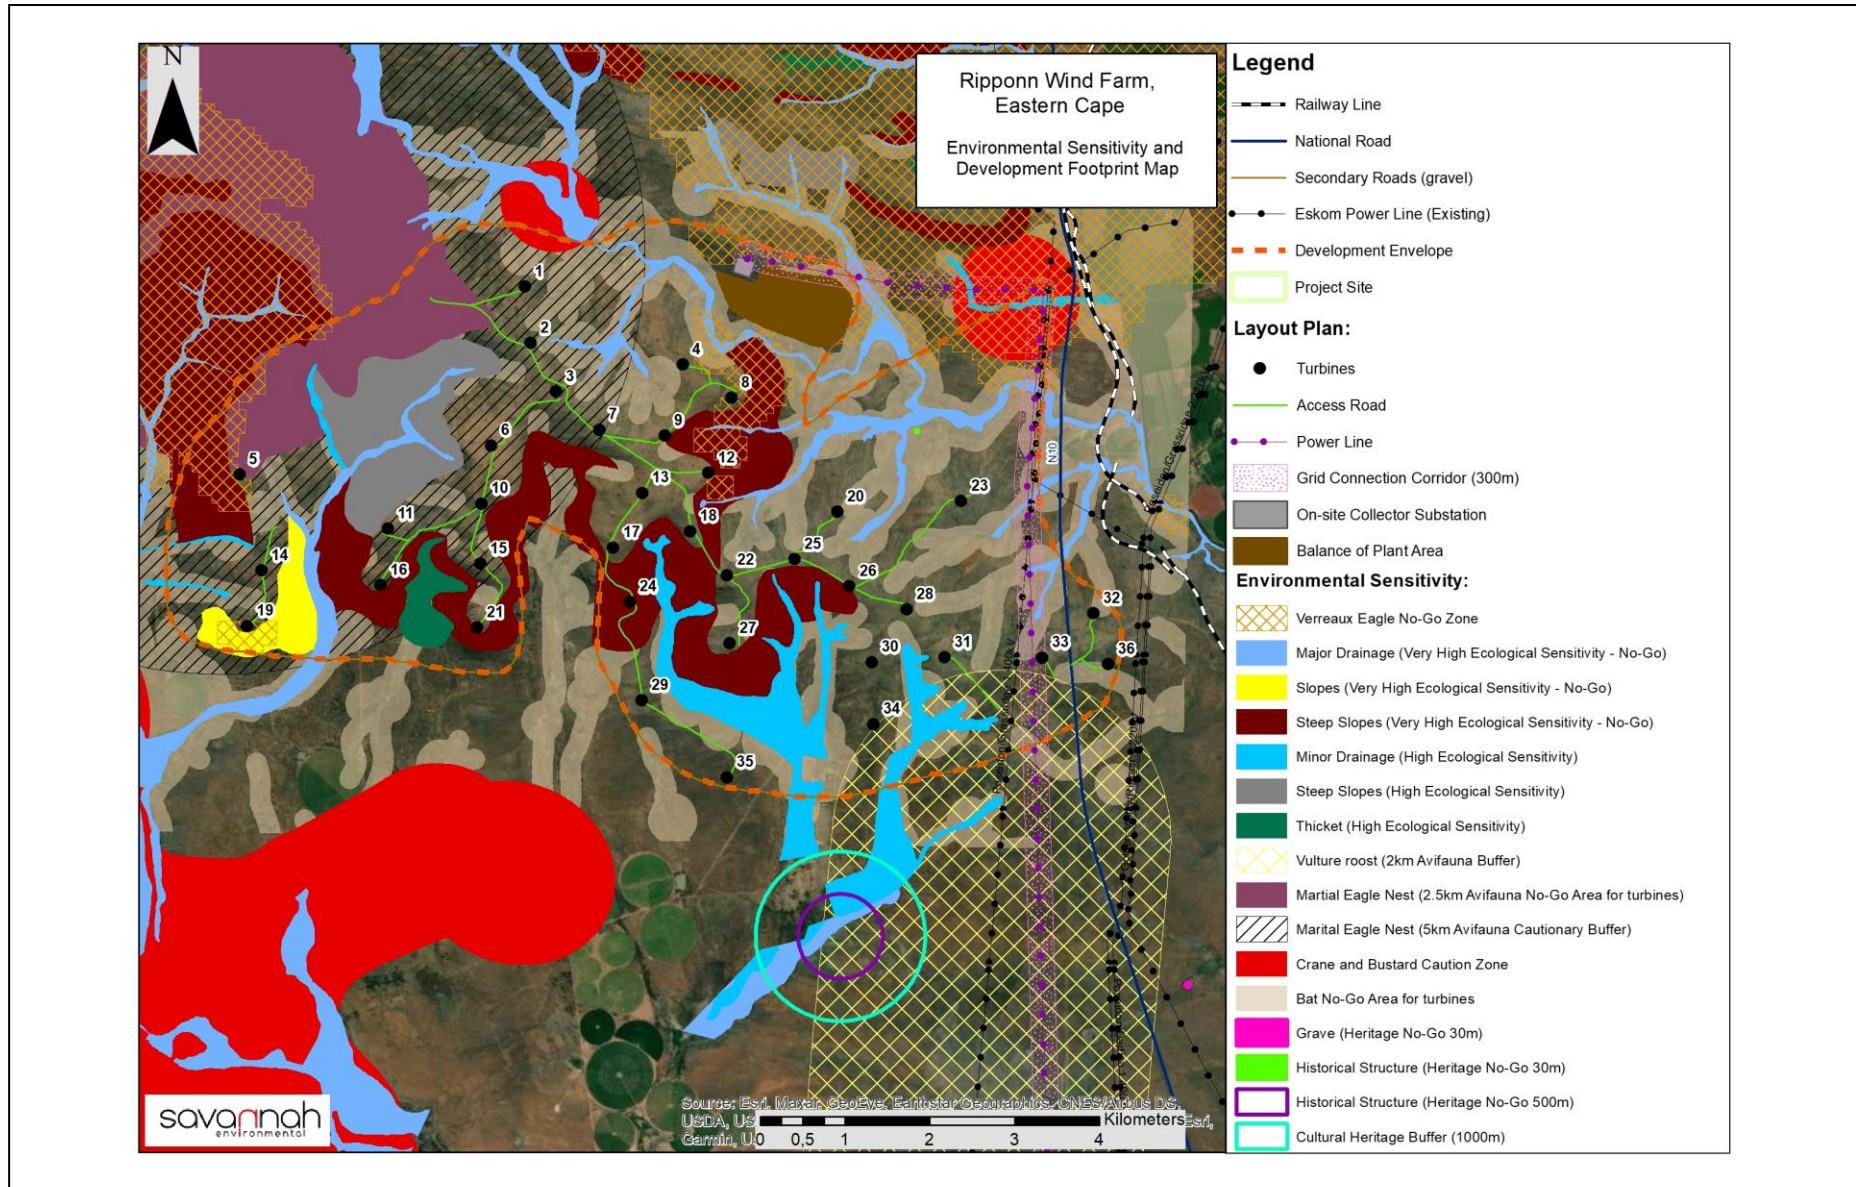 N
Ripponn Wind Farm,
Eastern Cape
Environmental Sensitivity and
Development Footprint Map
1
2
3
4
5
6
7
8
9
10
11
12
13
14
15
16
17
18
19
20
21
22
23
24
25
26
27
28
29
30
31
32
33
34
35
36
N10
savannah
environmental
Source: Esri, Maxar, GeoEye, Earthstar Geographics, CNES/Airbus DS,
USDA, US
Esri,
Garmin, U
Kilometers
0 0,5 1 2 3 4
Legend
Railway Line
National Road
Secondary Roads (gravel)
Eskom Power Line (Existing)
Development Envelope
Project Site
Layout Plan:
Turbines
Access Road
Power Line
Grid Connection Corridor (300m)
On-site Collector Substation
Balance of Plant Area
Environmental Sensitivity:
Verreaux Eagle No-Go Zone
Major Drainage (Very High Ecological Sensitivity - No-Go)
Slopes (Very High Ecological Sensitivity - No-Go)
Steep Slopes (Very High Ecological Sensitivity - No-Go)
Minor Drainage (High Ecological Sensitivity)
Steep Slopes (High Ecological Sensitivity)
Thicket (High Ecological Sensitivity)
Vulture roost (2km Avifauna Buffer)
Martial Eagle Nest (2.5km Avifauna No-Go Area for turbines)
Marital Eagle Nest (5km Avifauna Cautionary Buffer)
Crane and Bustard Caution Zone
Bat No-Go Area for turbines
Grave (Heritage No-Go 30m)
Historical Structure (Heritage No-Go 30m)
Historical Structure (Heritage No-Go 500m)
Cultural Heritage Buffer (1000m)